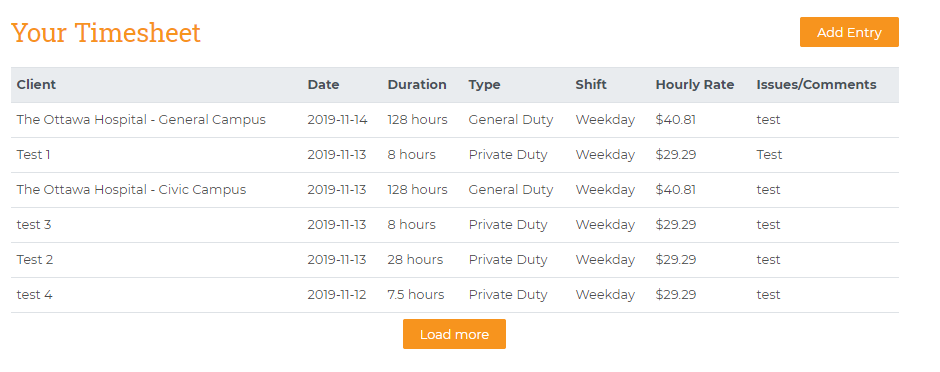 Your Timesheet
Add Entry
Client Date Duration Type Shift Hourly Rate Issues/Comments
The Ottawa Hospital - General Campus 2019-11-14 128 hours General Duty Weekday $40.81 test
Test 1 2019-11-13 8 hours Private Duty Weekday $29.29 Test
The Ottawa Hospital - Civic Campus 2019-11-13 128 hours General Duty Weekday $40.81 test
test 3 2019-11-13 8 hours Private Duty Weekday $29.29 test
Test 2 2019-11-13 28 hours Private Duty Weekday $29.29 test
test 4 2019-11-12 7.5 hours Private Duty Weekday $29.29 test
Load more